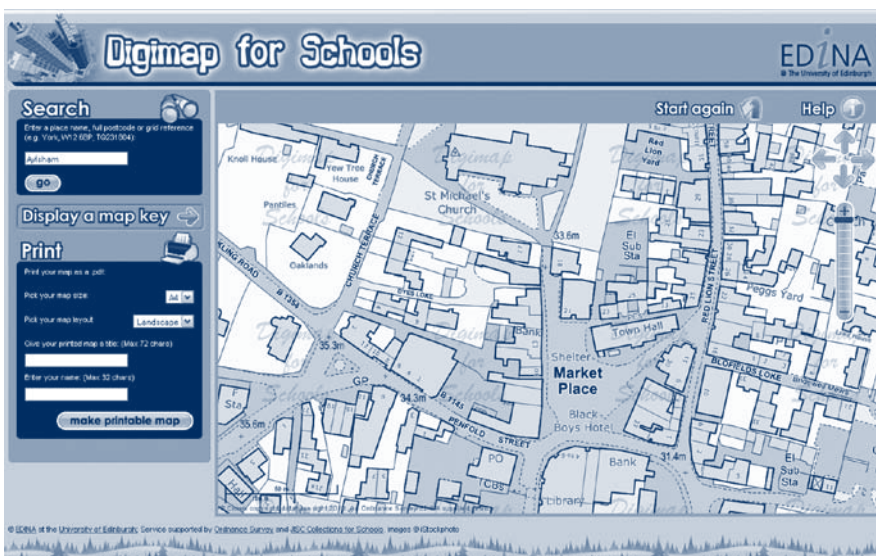 Digimap for Schools
EDINA
® The University of Edinburgh
Search
Enter a place name, full postcode or grid reference
(e.g. York, W12 6BP, TG231804):
Aylsham
go
Display a map key
Print
Print your map as a .pdf:
Pick your map size:
A4
Pick your map layout
Landscape
Give your printed map a title: (Max 72 chars)
Enter your name: (Max 32 chars)
make printable map
Start again
Help
Digimap
for
Schools
Knoll House
Yew Tree
House
CHURCH
TERRACE
Pantiles
Oaklands
CHURCH TERRACE
St Michael's
Church
33.6m
Red
Lion
Yard
STREET
El
Sub
Sta
RED LION STREET
Peggs Yard
B 1354
35.3m
Bank
Town Hall
Shelter
Market
Place
BLOFIELDS LOKE
GP
34.3m
B 1145
PENFOLD STREET
Black
Boys Hotel
35.6m
PO
TCBs
Library
Bank
31.4m
El
Sub
Sta
© EDINA at the University of Edinburgh; Service supported by Ordnance Survey and JISC Collections for Schools; images ©iStockphoto